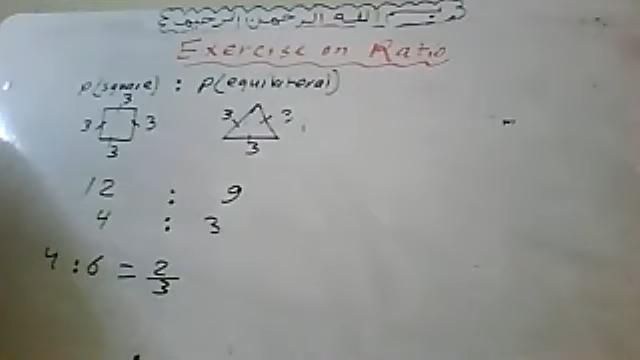 بسم الله الرحمن الرحيم
Exercise on Ratio
P(square) : P(equilateral)
3
3 3 3 3
3 3
12 : 9
4 : 3
4 : 6 = 2/3